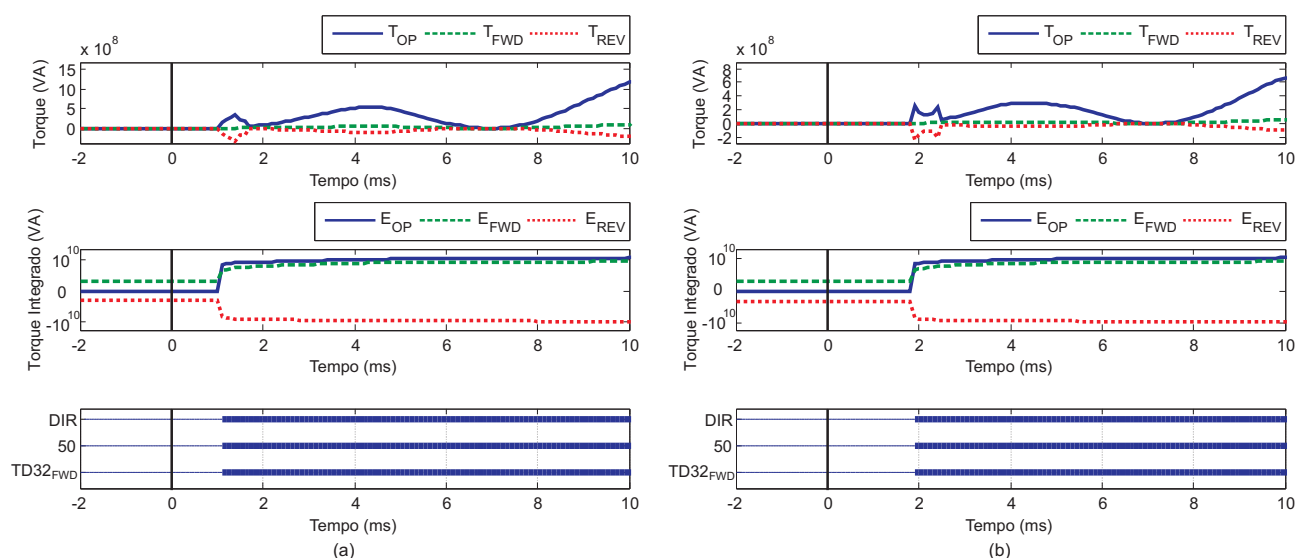 T_OP T_FWD T_REV
x 10^8
Torque (VA)
15
10
5
0
-2 0 2 4 6 8 10
Tempo (ms)
E_OP E_FWD E_REV
Torque Integrado (VA)
10^10
0
-10^10
-2 0 2 4 6 8 10
Tempo (ms)
DIR
50
TD32_FWD
-2 0 2 4 6 8 10
Tempo (ms)
(a)
T_OP T_FWD T_REV
x 10^8
Torque (VA)
8
6
4
2
0
-2
-2 0 2 4 6 8 10
Tempo (ms)
E_OP E_FWD E_REV
Torque Integrado (VA)
10^10
0
-10^10
-2 0 2 4 6 8 10
Tempo (ms)
DIR
50
TD32_FWD
-2 0 2 4 6 8 10
Tempo (ms)
(b)